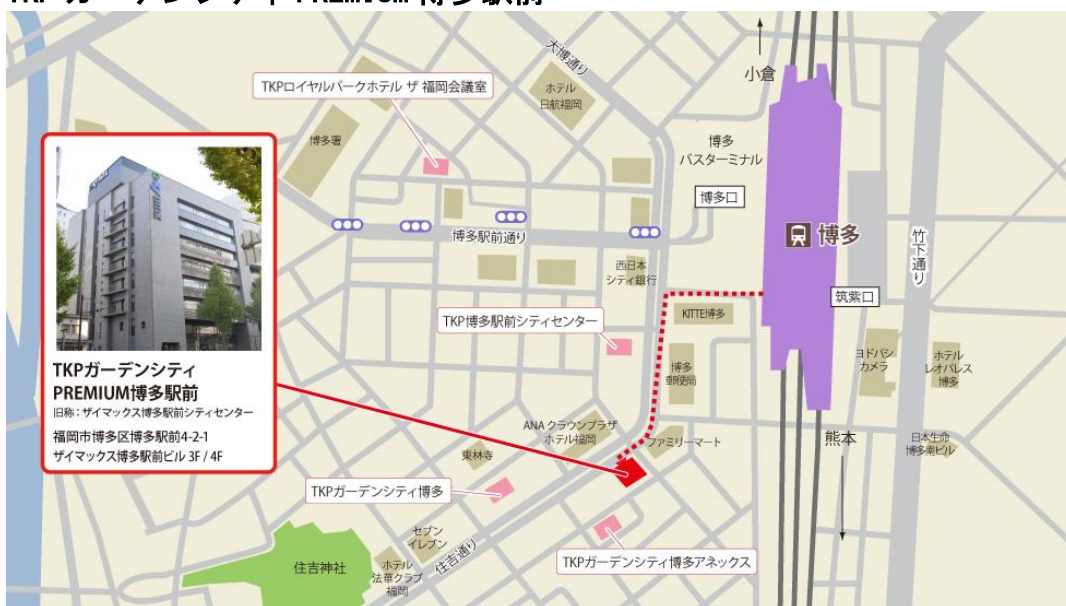 TKPガーデンシティ PREMIUM博多駅前
大博通り
小倉
TKPロイヤルパークホテル ザ 福岡会議室
ホテル
日航福岡
博多署
博多
バスターミナル
博多口
博多駅前通り
博多
竹下通り
西日本
シティ銀行
筑紫口
KITTE博多
TKP博多駅前シティセンター
博多
郵便局
ヨドバシ
カメラ
ホテル
レオパレス
博多
TKPガーデンシティ
PREMIUM博多駅前
旧称：ザイマックス博多駅前シティセンター
福岡市博多区博多駅前4-2-1
ザイマックス博多駅前ビル 3F / 4F
ANAクラウンプラザ
ホテル福岡
ファミリーマート
熊本
日本生命
博多南ビル
東林寺
TKPガーデンシティ博多
セブン
イレブン
住吉通り
TKPガーデンシティ博多アネックス
住吉神社
ホテル
法華クラブ
福岡